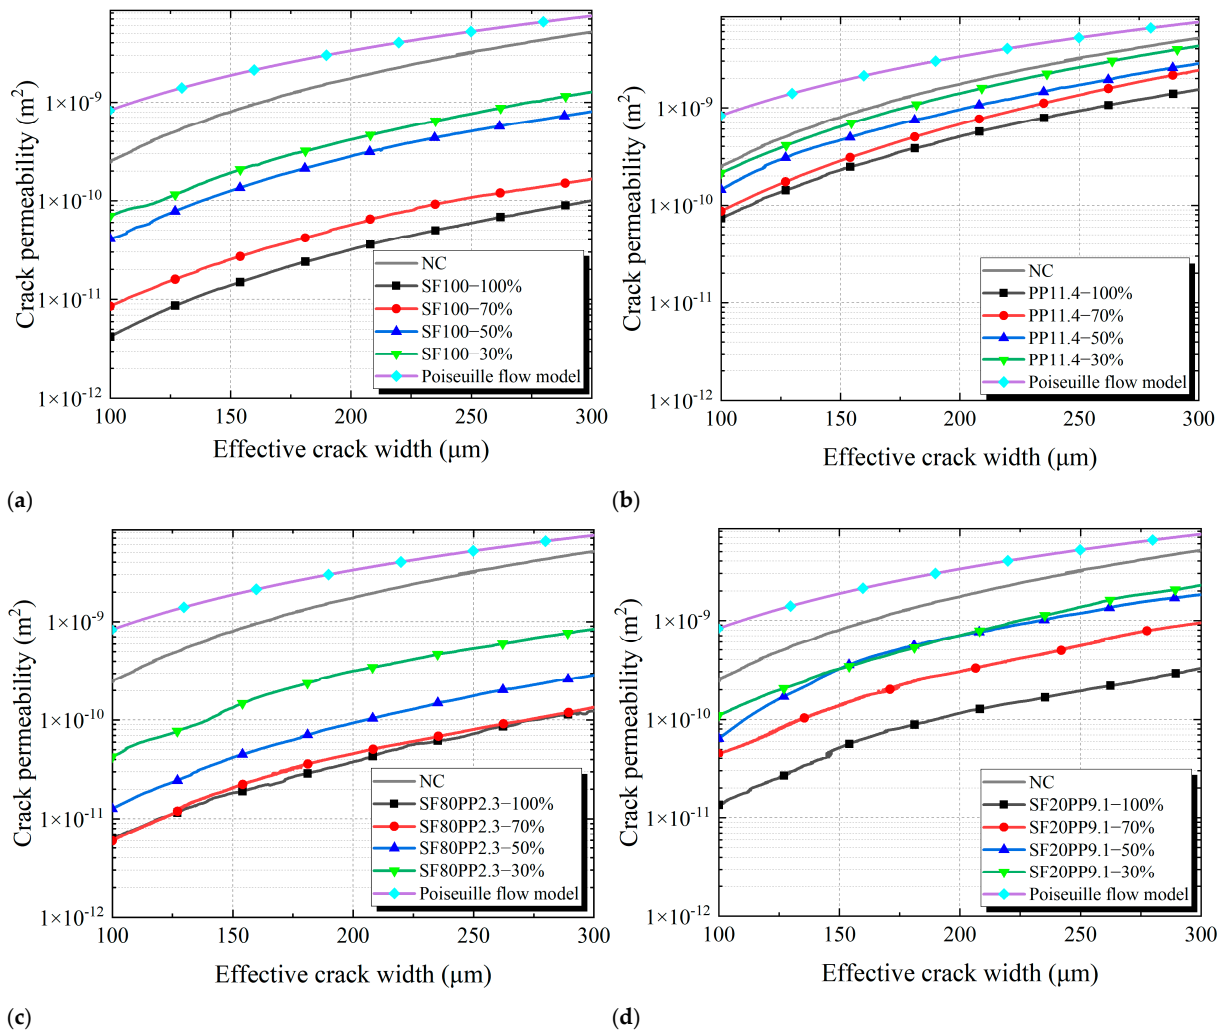 Crack permeability (m²)
1×10⁻⁹
1×10⁻¹⁰
1×10⁻¹¹
1×10⁻¹²
NC
SF100−100%
SF100−70%
SF100−50%
SF100−30%
Poiseuille flow model
100 150 200 250 300
Effective crack width (μm)
(a)
Crack permeability (m²)
1×10⁻⁹
1×10⁻¹⁰
1×10⁻¹¹
1×10⁻¹²
NC
PP11.4−100%
PP11.4−70%
PP11.4−50%
PP11.4−30%
Poiseuille flow model
100 150 200 250 300
Effective crack width (μm)
(b)
Crack permeability (m²)
1×10⁻⁹
1×10⁻¹⁰
1×10⁻¹¹
1×10⁻¹²
NC
SF80PP2.3−100%
SF80PP2.3−70%
SF80PP2.3−50%
SF80PP2.3−30%
Poiseuille flow model
100 150 200 250 300
Effective crack width (μm)
(c)
Crack permeability (m²)
1×10⁻⁹
1×10⁻¹⁰
1×10⁻¹¹
1×10⁻¹²
NC
SF20PP9.1−100%
SF20PP9.1−70%
SF20PP9.1−50%
SF20PP9.1−30%
Poiseuille flow model
100 150 200 250 300
Effective crack width (μm)
(d)